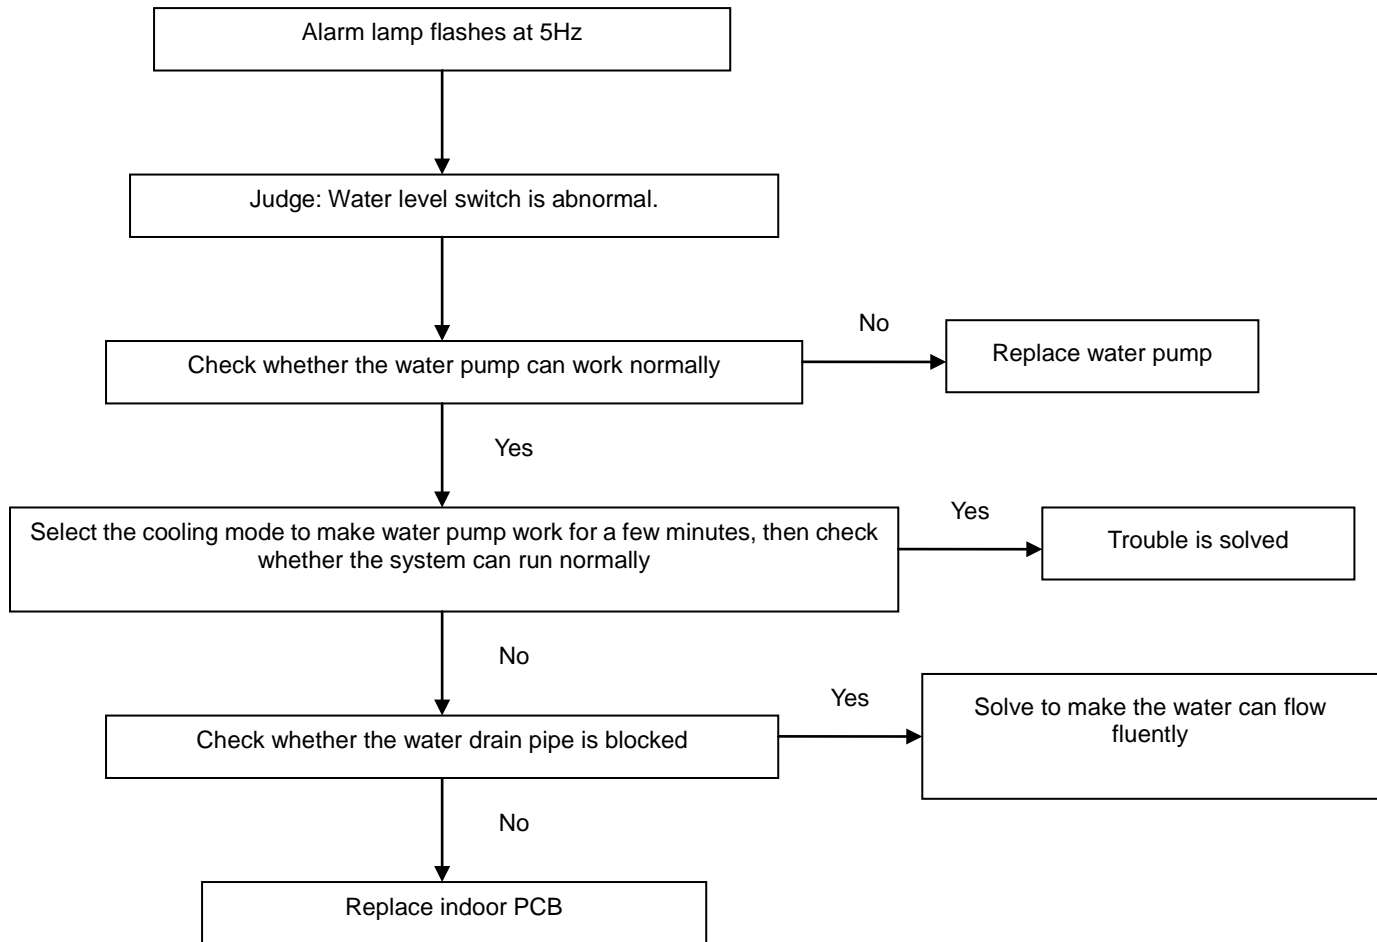 Alarm lamp flashes at 5Hz
Judge: Water level switch is abnormal.
No
Check whether the water pump can work normally
Replace water pump
Yes
Select the cooling mode to make water pump work for a few minutes, then check
whether the system can run normally
Yes
Trouble is solved
No
Check whether the water drain pipe is blocked
Yes
Solve to make the water can flow
fluently
No
Replace indoor PCB